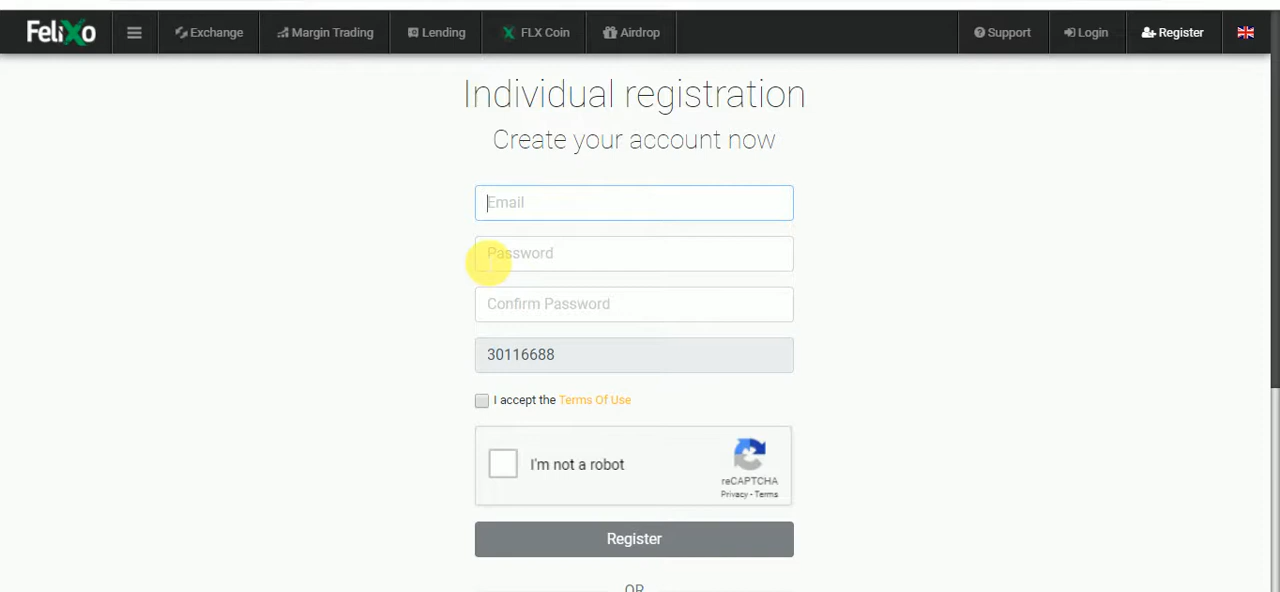 FeliXo Exchange Margin Trading Lending FLX Coin Airdrop Support Login Register
Individual registration
Create your account now
Email
Password
Confirm Password
30116688
I accept the Terms Of Use
I'm not a robot
reCAPTCHA
Privacy - Terms
Register
OR